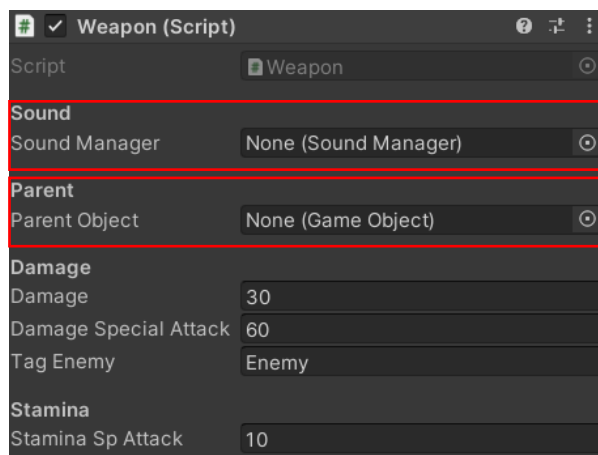 Weapon (Script)
Script Weapon
Sound
Sound Manager None (Sound Manager)
Parent
Parent Object None (Game Object)
Damage
Damage 30
Damage Special Attack 60
Tag Enemy Enemy
Stamina
Stamina Sp Attack 10